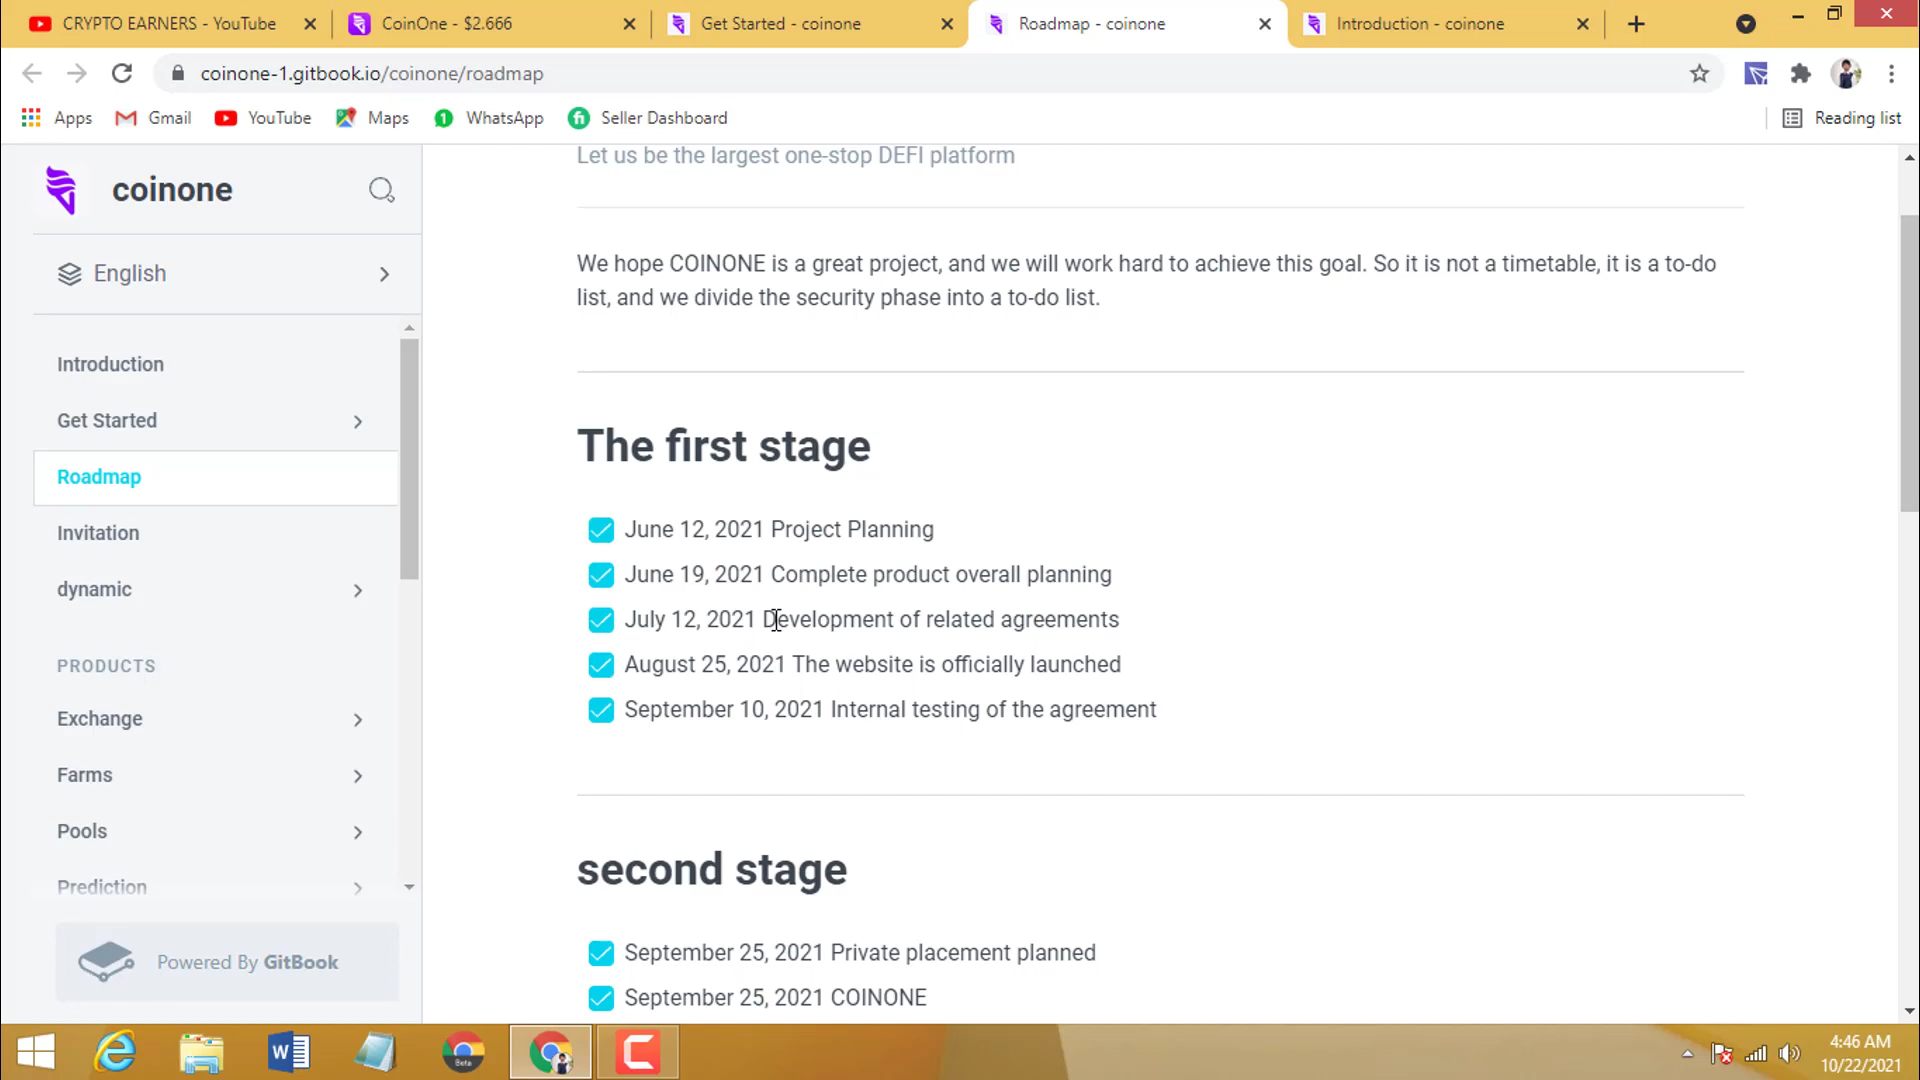 CRYPTO EARNERS - YouTube
CoinOne - $2.666
Get Started - coinone
Roadmap - coinone
Introduction - coinone
coinone-1.gitbook.io/coinone/roadmap
Apps
Gmail
YouTube
Maps
1
WhatsApp
fi
Seller Dashboard
Reading list
coinone
English
Introduction
Get Started
Roadmap
Invitation
dynamic
PRODUCTS
Exchange
Farms
Pools
Prediction
Powered By GitBook
Let us be the largest one-stop DEFI platform
We hope COINONE is a great project, and we will work hard to achieve this goal. So it is not a timetable, it is a to-do
list, and we divide the security phase into a to-do list.
The first stage
June 12, 2021 Project Planning
June 19, 2021 Complete product overall planning
July 12, 2021 Development of related agreements
August 25, 2021 The website is officially launched
September 10, 2021 Internal testing of the agreement
second stage
September 25, 2021 Private placement planned
September 25, 2021 COINONE
Beta
4:46 AM
10/22/2021